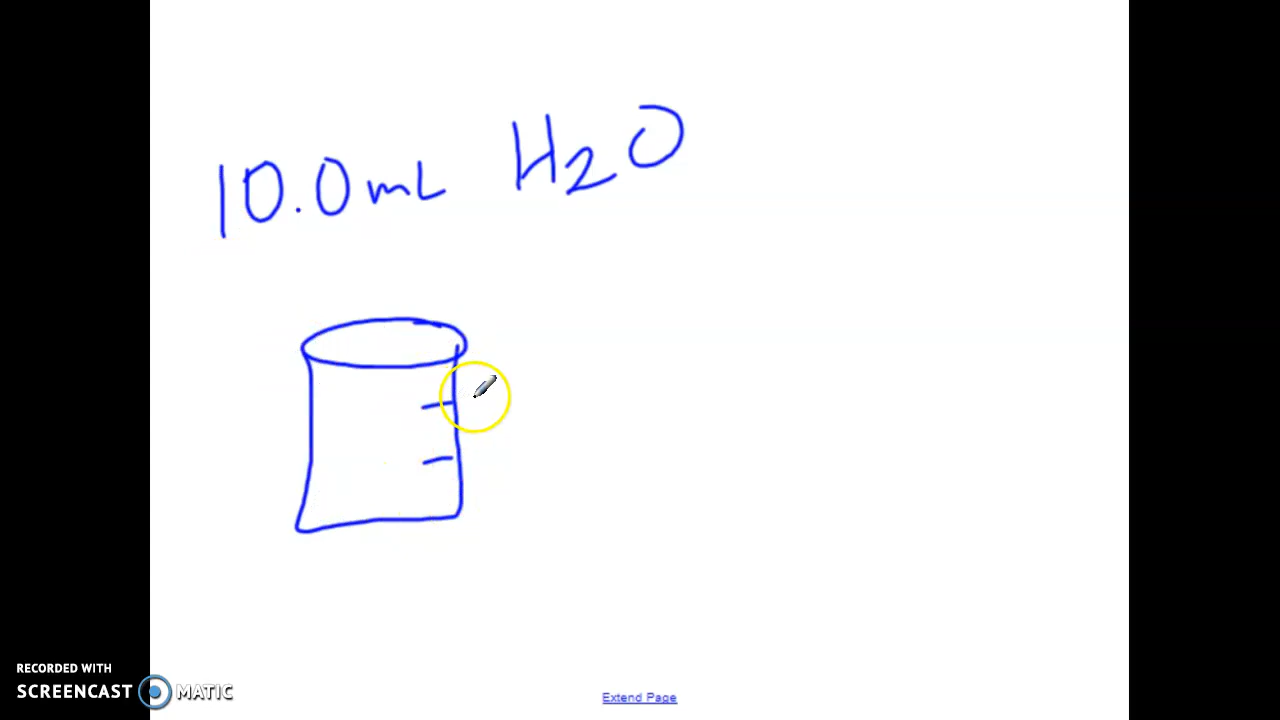 10.0 mL H2O
RECORDED WITH
SCREENCAST MATIC
Extend Page